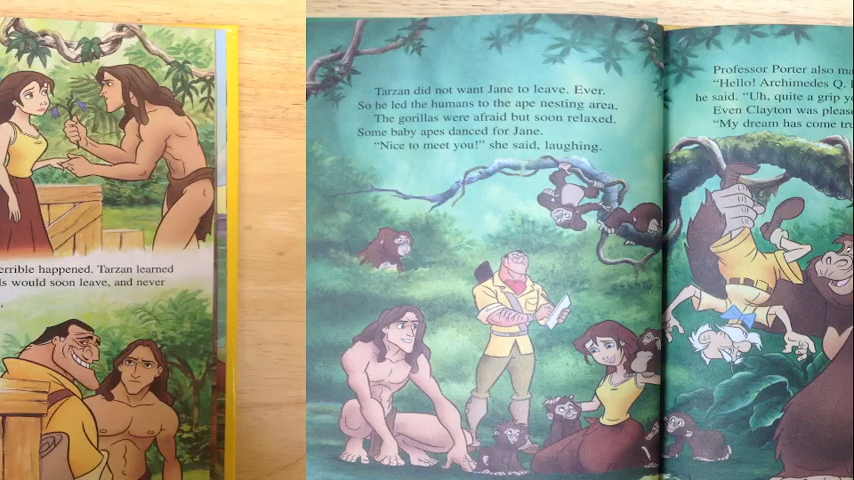 errible happened. Tarzan learned
ls would soon leave, and never
Tarzan did not want Jane to leave. Ever.
So he led the humans to the ape nesting area.
The gorillas were afraid but soon relaxed.
Some baby apes danced for Jane.
"Nice to meet you!" she said, laughing.
Professor Porter also ma
"Hello! Archimedes Q.
he said. "Uh, quite a grip y
Even Clayton was please
"My dream has come tru